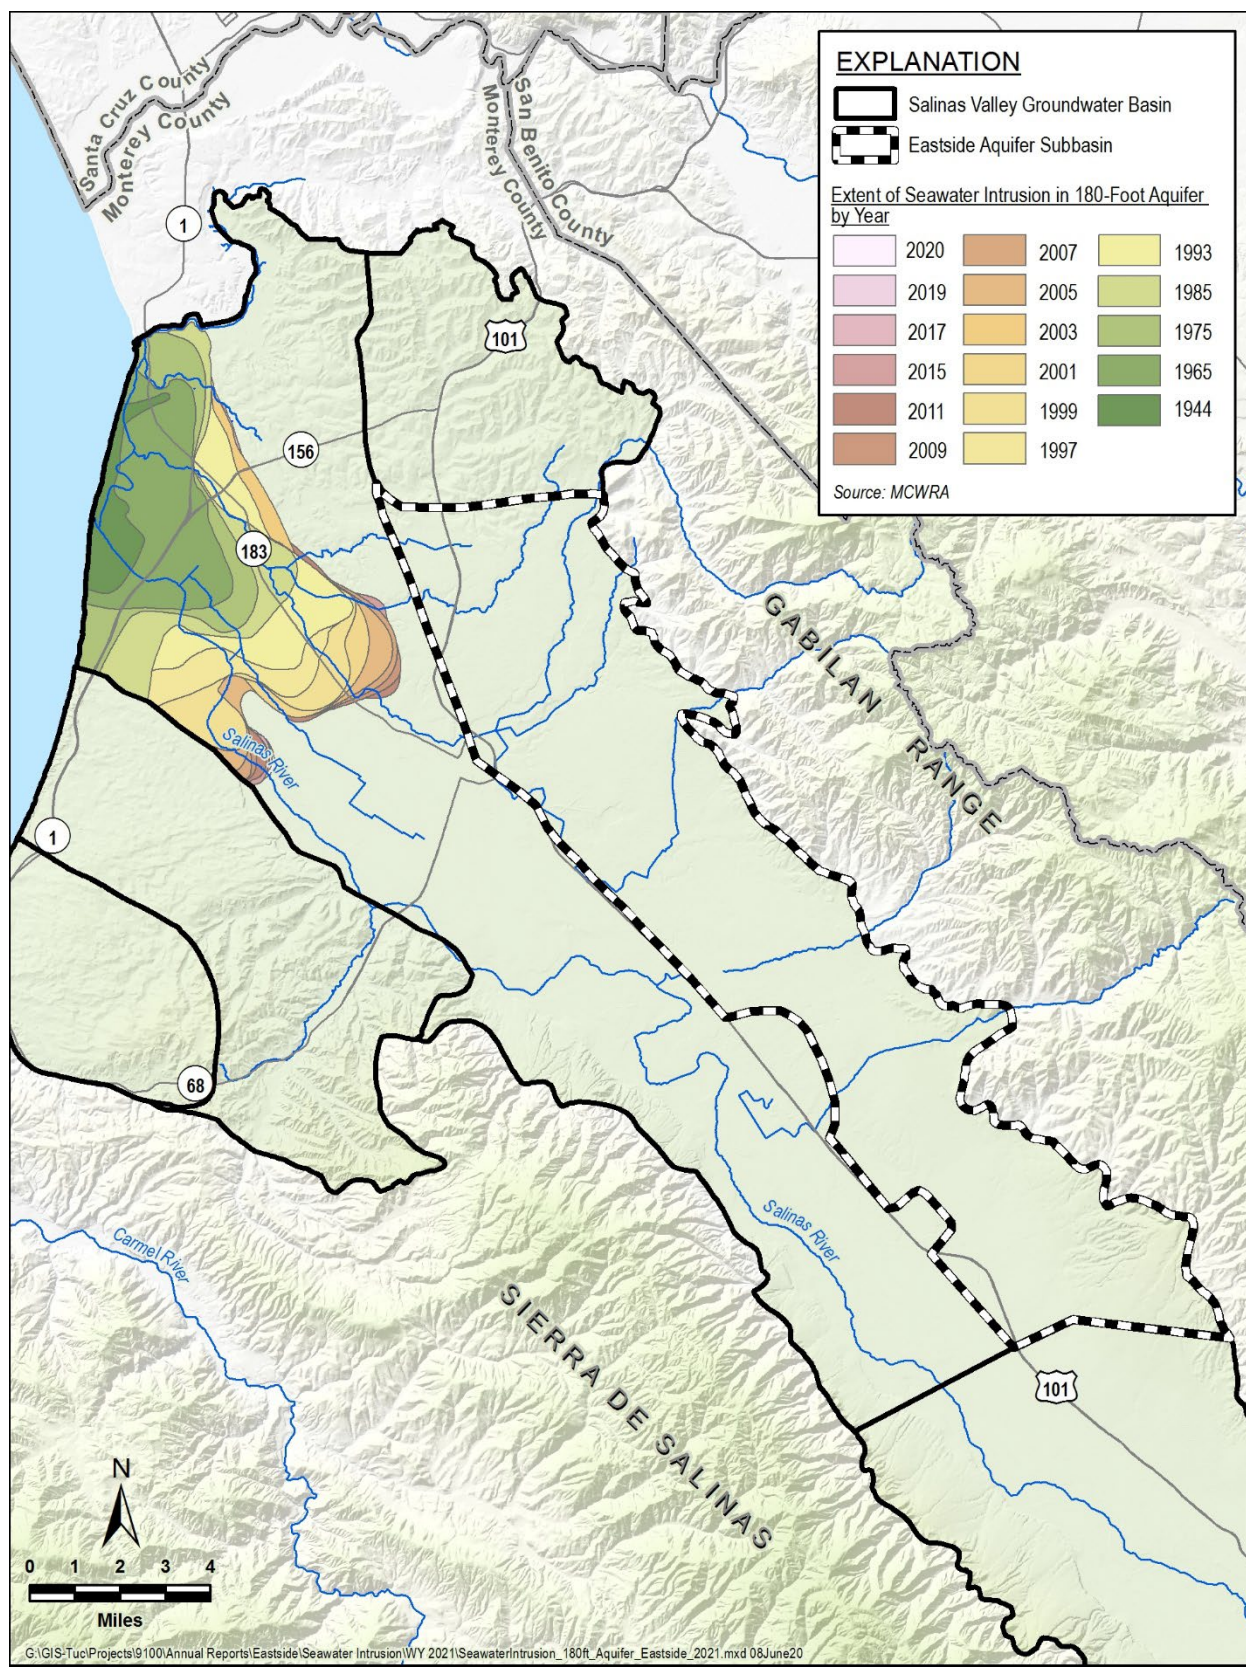 EXPLANATION
Salinas Valley Groundwater Basin
Eastside Aquifer Subbasin
Extent of Seawater Intrusion in 180-Foot Aquifer
by Year
2020
2019
2017
2015
2011
2009
2007
2005
2003
2001
1999
1997
1993
1985
1975
1965
1944
Source: MCWRA
Santa Cruz County
Monterey County
San Benito County
Monterey County
1
101
156
183
GABILAN
RANGE
Salinas River
1
68
Salinas River
Carmel River
SIERRA DE SALINAS
101
N
0 1 2 3 4
Miles
G:\GIS-Tuc\Projects\9100\Annual Reports\Eastside\Seawater Intrusion\WY 2021\SeawaterIntrusion_180ft_Aquifer_Eastside_2021.mxd 08June20